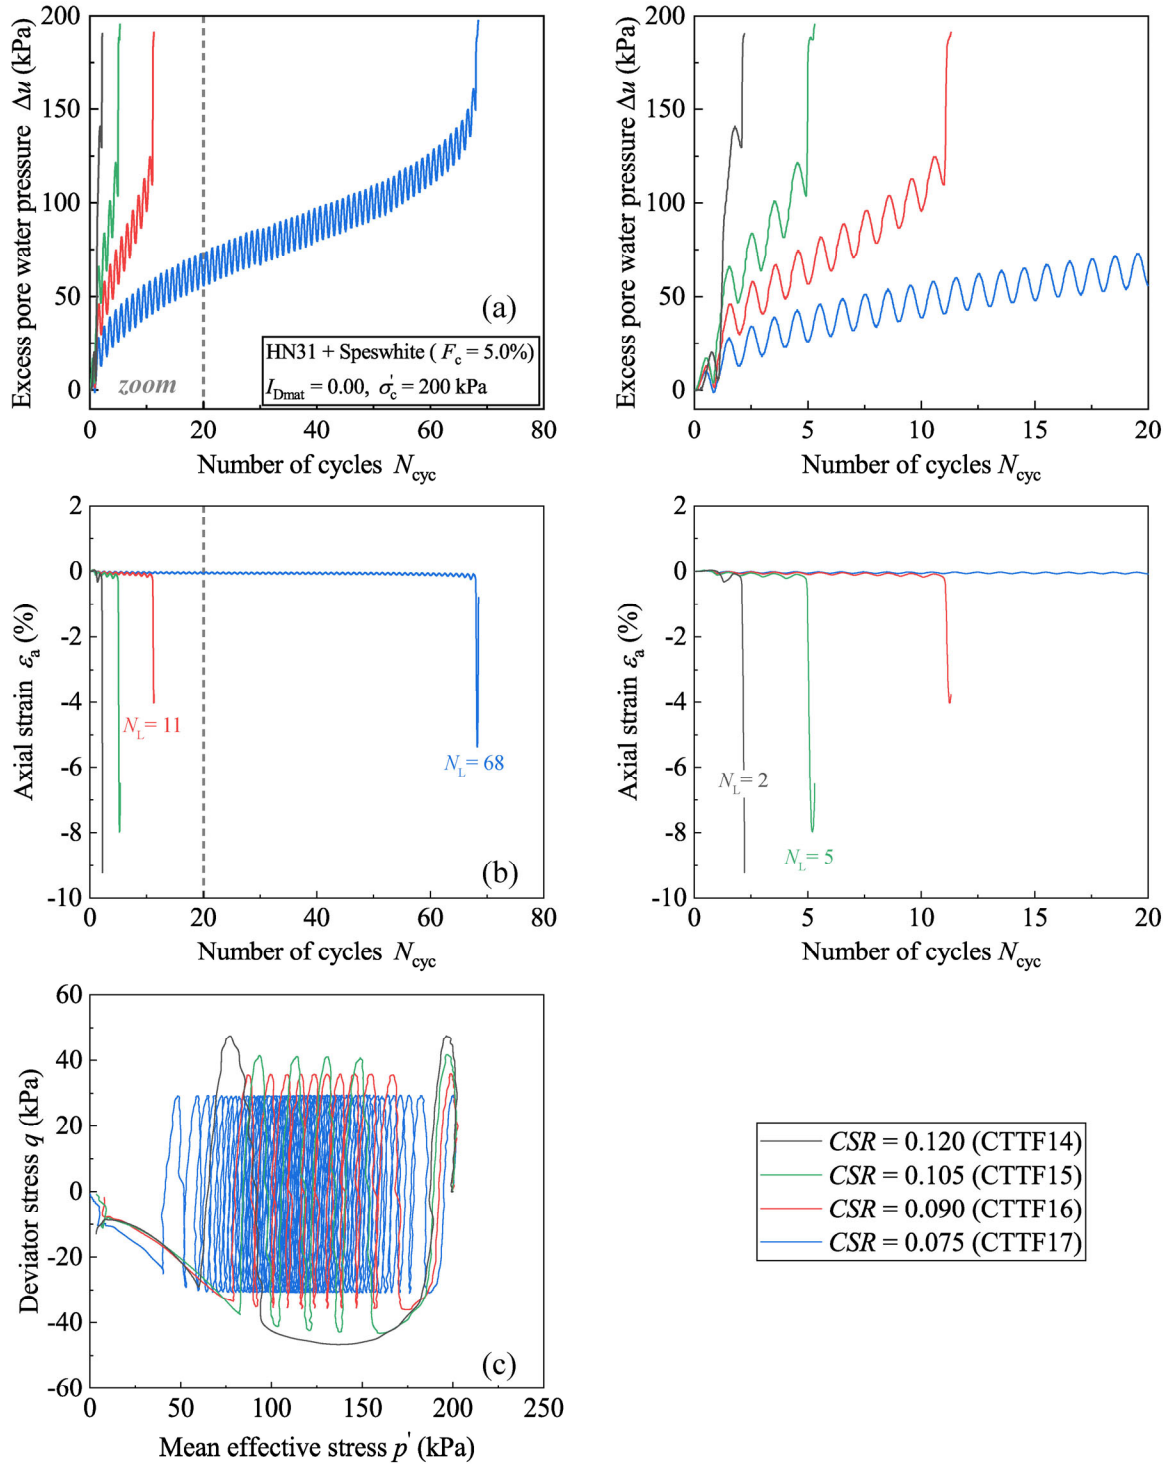 200
150
100
50
0
Excess pore water pressure Δu (kPa)
zoom
(a)
HN31 + Speswhite ( Fc = 5.0%)
IDmat = 0.00, σ'c = 200 kPa
0 20 40 60 80
Number of cycles Ncyc
200
150
100
50
0
Excess pore water pressure Δu (kPa)
0 5 10 15 20
Number of cycles Ncyc
2
0
-2
-4
-6
-8
-10
Axial strain εa (%)
NL = 11
NL = 68
(b)
0 20 40 60 80
Number of cycles Ncyc
2
0
-2
-4
-6
-8
-10
Axial strain εa (%)
NL = 2
NL = 5
0 5 10 15 20
Number of cycles Ncyc
60
40
20
0
-20
-40
-60
Deviator stress q (kPa)
(c)
0 50 100 150 200 250
Mean effective stress p' (kPa)
CSR = 0.120 (CTTF14)
CSR = 0.105 (CTTF15)
CSR = 0.090 (CTTF16)
CSR = 0.075 (CTTF17)